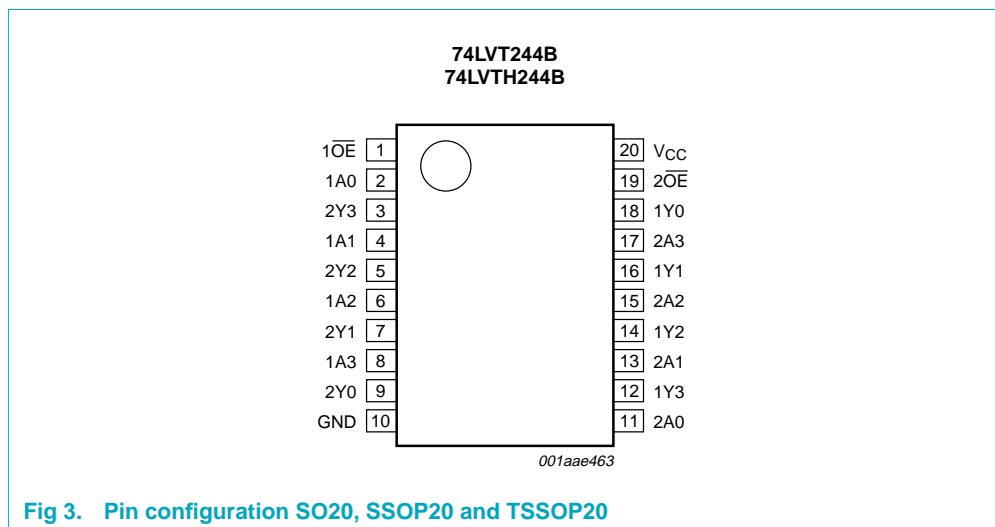 74LVT244B
74LVTH244B
1O̅E̅ 1 20 VCC
1A0 2 19 2O̅E̅
2Y3 3 18 1Y0
1A1 4 17 2A3
2Y2 5 16 1Y1
1A2 6 15 2A2
2Y1 7 14 1Y2
1A3 8 13 2A1
2Y0 9 12 1Y3
GND 10 11 2A0
001aae463
Fig 3. Pin configuration SO20, SSOP20 and TSSOP20